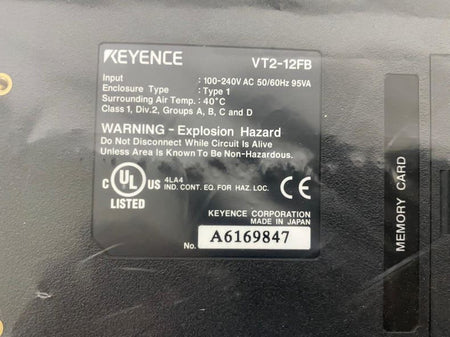 KEYENCE VT2-12FB
Input : 100-240V AC 50/60Hz 95VA
Enclosure Type : Type 1
Surrounding Air Temp. : 40°C
Class 1, Div.2, Groups A, B, C and D
WARNING - Explosion Hazard
Do Not Disconnect While Circuit Is Alive
Unless Area Is Known To Be Non-Hazardous.
C UL US LISTED
4LA4
IND. CONT. EQ. FOR HAZ. LOC.
CE
KEYENCE CORPORATION
MADE IN JAPAN
No. A6169847
MEMORY CARD